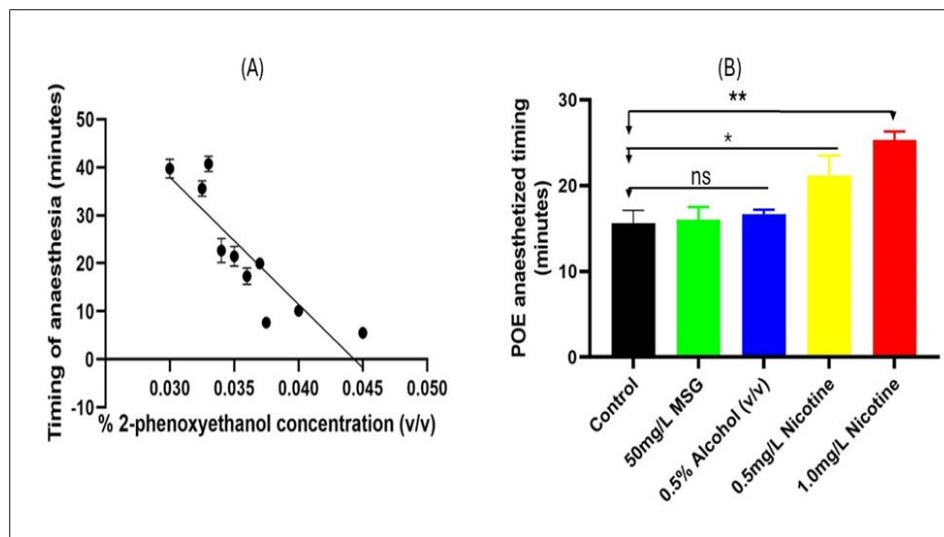 (A)
Timing of anaesthesia (minutes)
50
40
30
20
10
0
-10
0.030
0.035
0.040
0.045
0.050
% 2-phenoxyethanol concentration (v/v)
(B)
POE anaesthetized timing
(minutes)
30
20
10
0
**
*
ns
Control
50mg/L MSG
0.5% Alcohol (v/v)
0.5mg/L Nicotine
1.0mg/L Nicotine